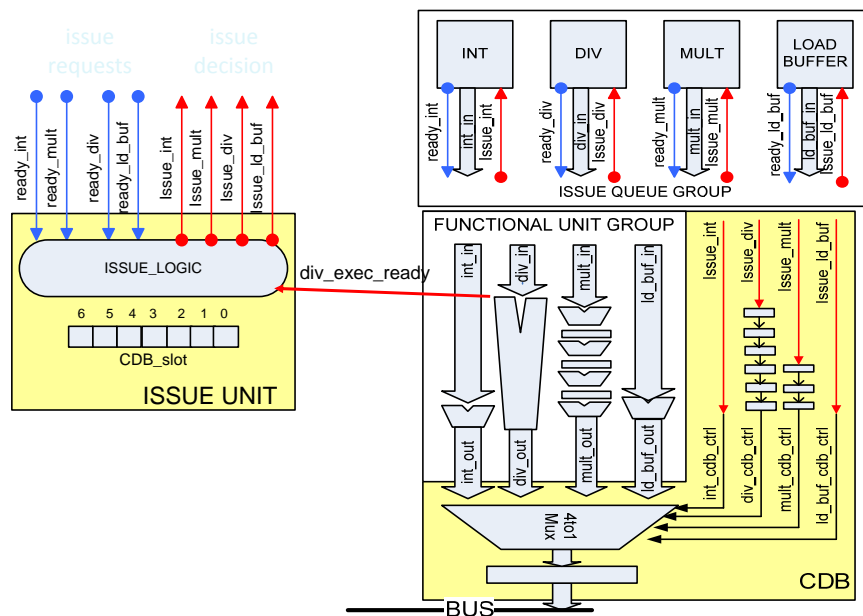 issue requests
issue decision
ready_int
ready_mult
ready_div
ready_ld_buf
Issue_int
Issue_mult
Issue_div
Issue_ld_buf
ISSUE_LOGIC
6 5 4 3 2 1 0
CDB_slot
ISSUE UNIT
div_exec_ready
INT
DIV
MULT
LOAD BUFFER
ready_int
int_in
Issue_int
ready_div
div_in
Issue_div
ready_mult
mult_in
Issue_mult
ready_ld_buf
ld_buf_in
Issue_ld_buf
ISSUE QUEUE GROUP
FUNCTIONAL UNIT GROUP
int_in
div_in
mult_in
ld_buf_in
Issue_int
Issue_div
Issue_mult
Issue_ld_buf
int_out
div_out
mult_out
ld_buf_out
int_cdb_ctrl
div_cdb_ctrl
mult_cdb_ctrl
ld_buf_cdb_ctrl
4to1
Mux
CDB
BUS